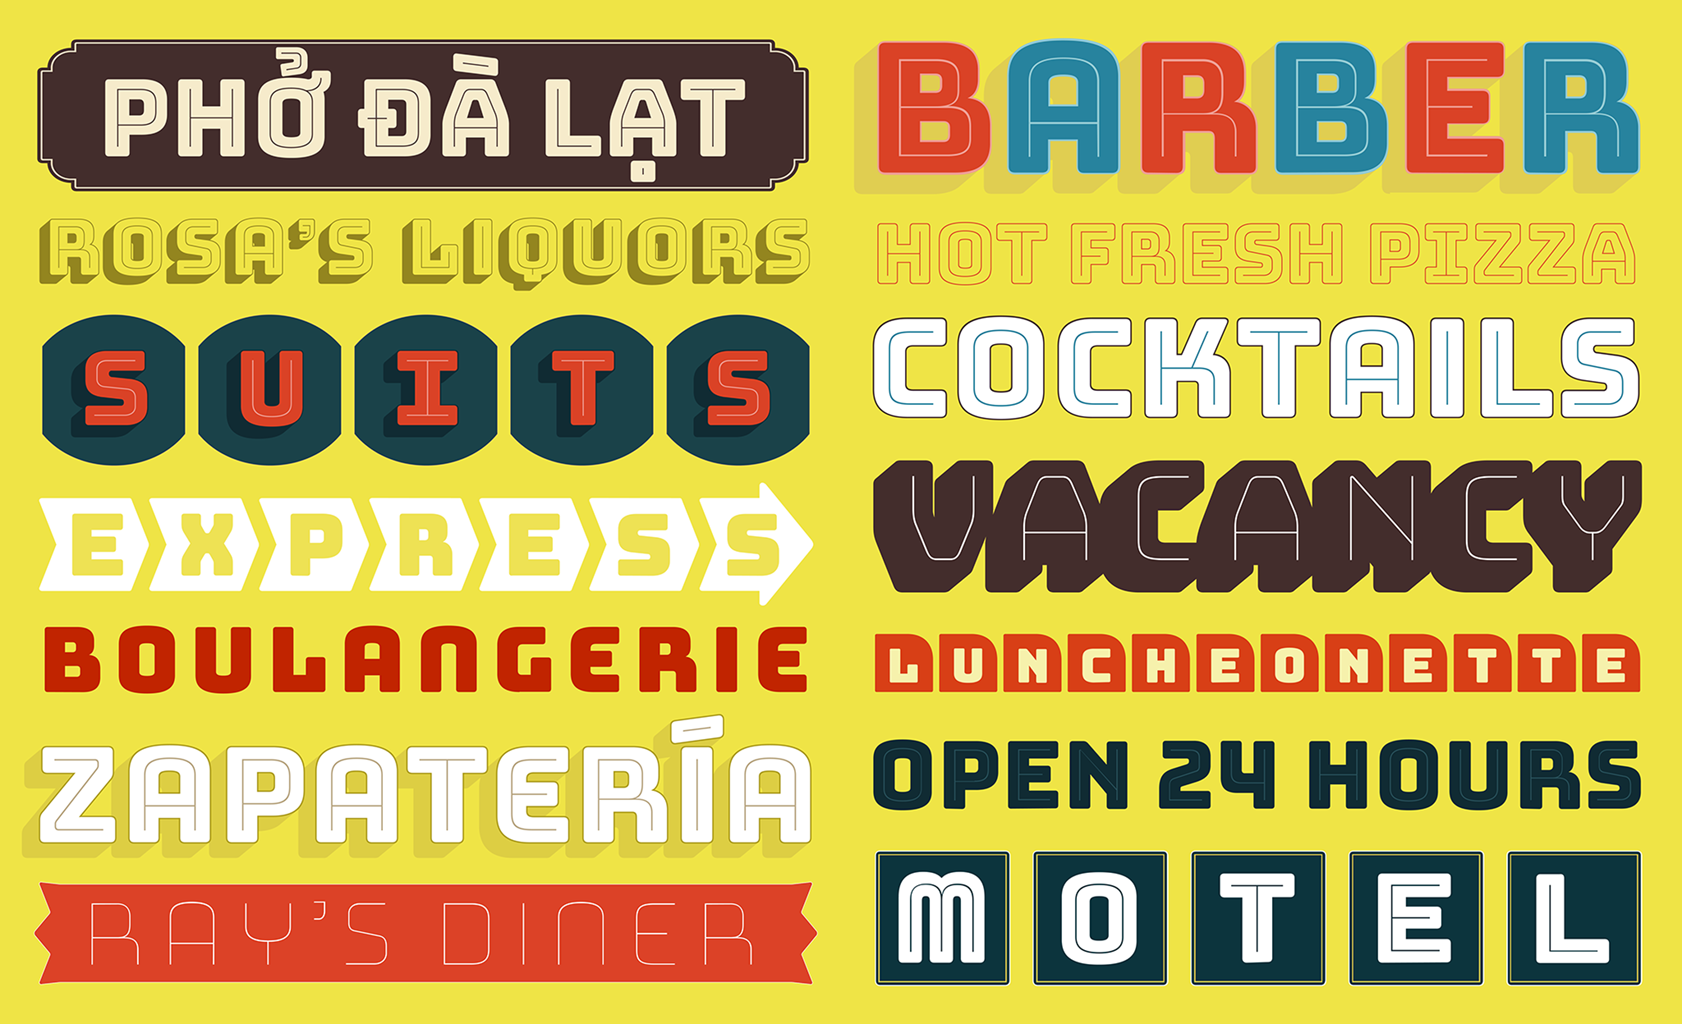 PHỞ ĐÀ LẠT
ROSA'S LIQUORS
SUITS
EXPRESS
BOULANGERIE
ZAPATERÍA
RAY'S DINER
BARBER
HOT FRESH PIZZA
COCKTAILS
VACANCY
LUNCHEONETTE
OPEN 24 HOURS
MOTEL